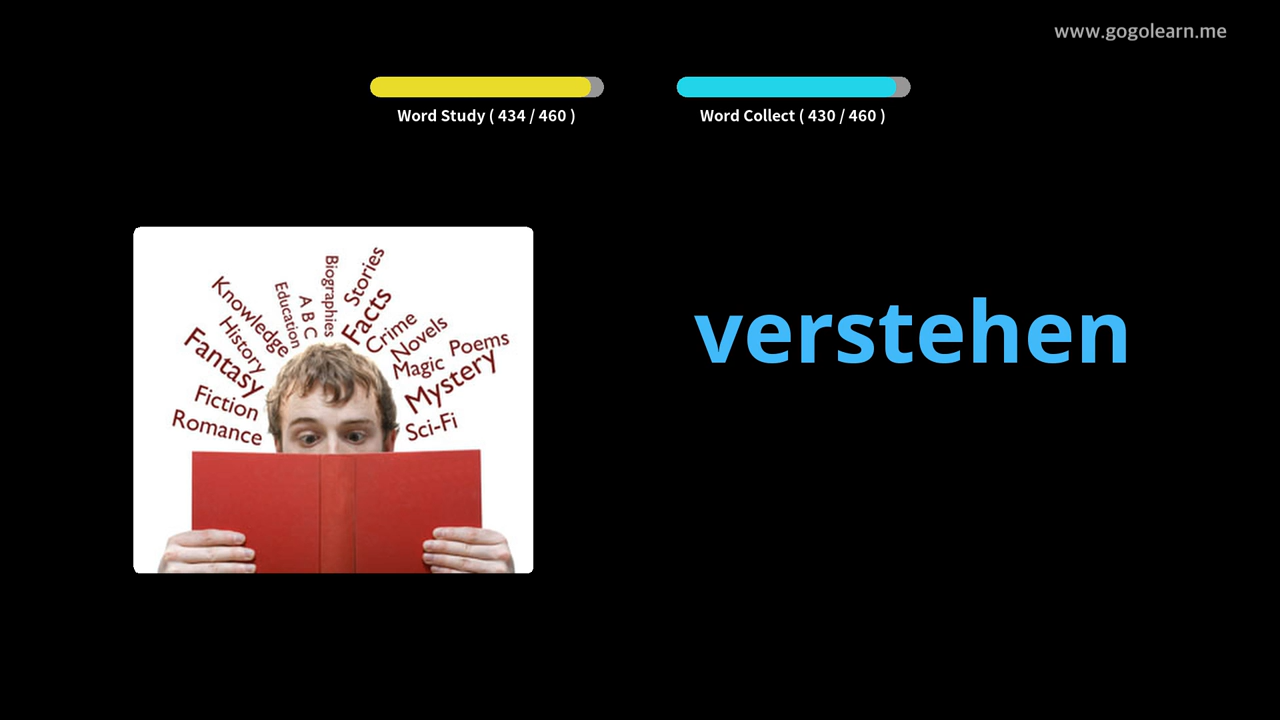 www.gogolearn.me
Word Study ( 434 / 460 )
Word Collect ( 430 / 460 )
verstehen
Romance
Fiction
Fantasy
History
Knowledge
Education
A B C
Biographies
Stories
Facts
Crime
Novels
Magic
Poems
Mystery
Sci-Fi